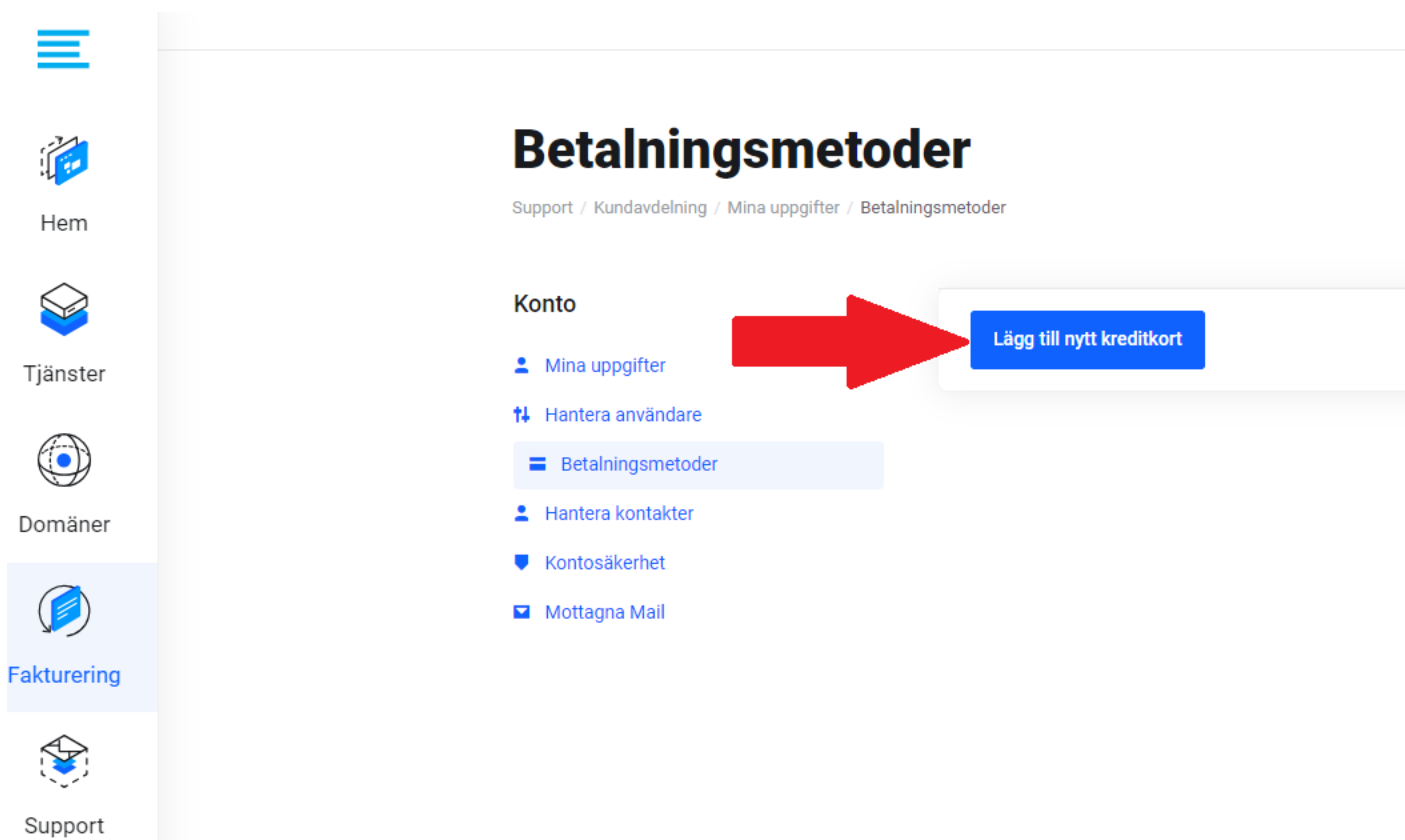 Hem
Tjänster
Domäner
Fakturering
Support
Betalningsmetoder
Support / Kundavdelning / Mina uppgifter / Betalningsmetoder
Konto
Mina uppgifter
Hantera användare
Betalningsmetoder
Hantera kontakter
Kontosäkerhet
Mottagna Mail
Lägg till nytt kreditkort